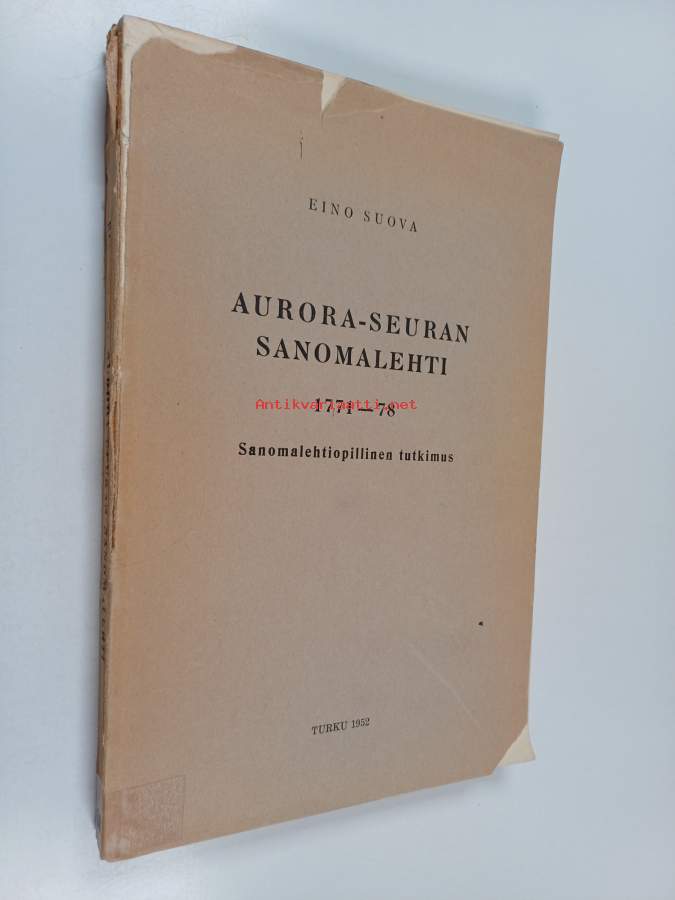 EINO SUOVA
AURORA-SEURAN
SANOMALEHTI
Antikvariaatti.net
1771—78
Sanomalehtiopillinen tutkimus
TURKU 1952